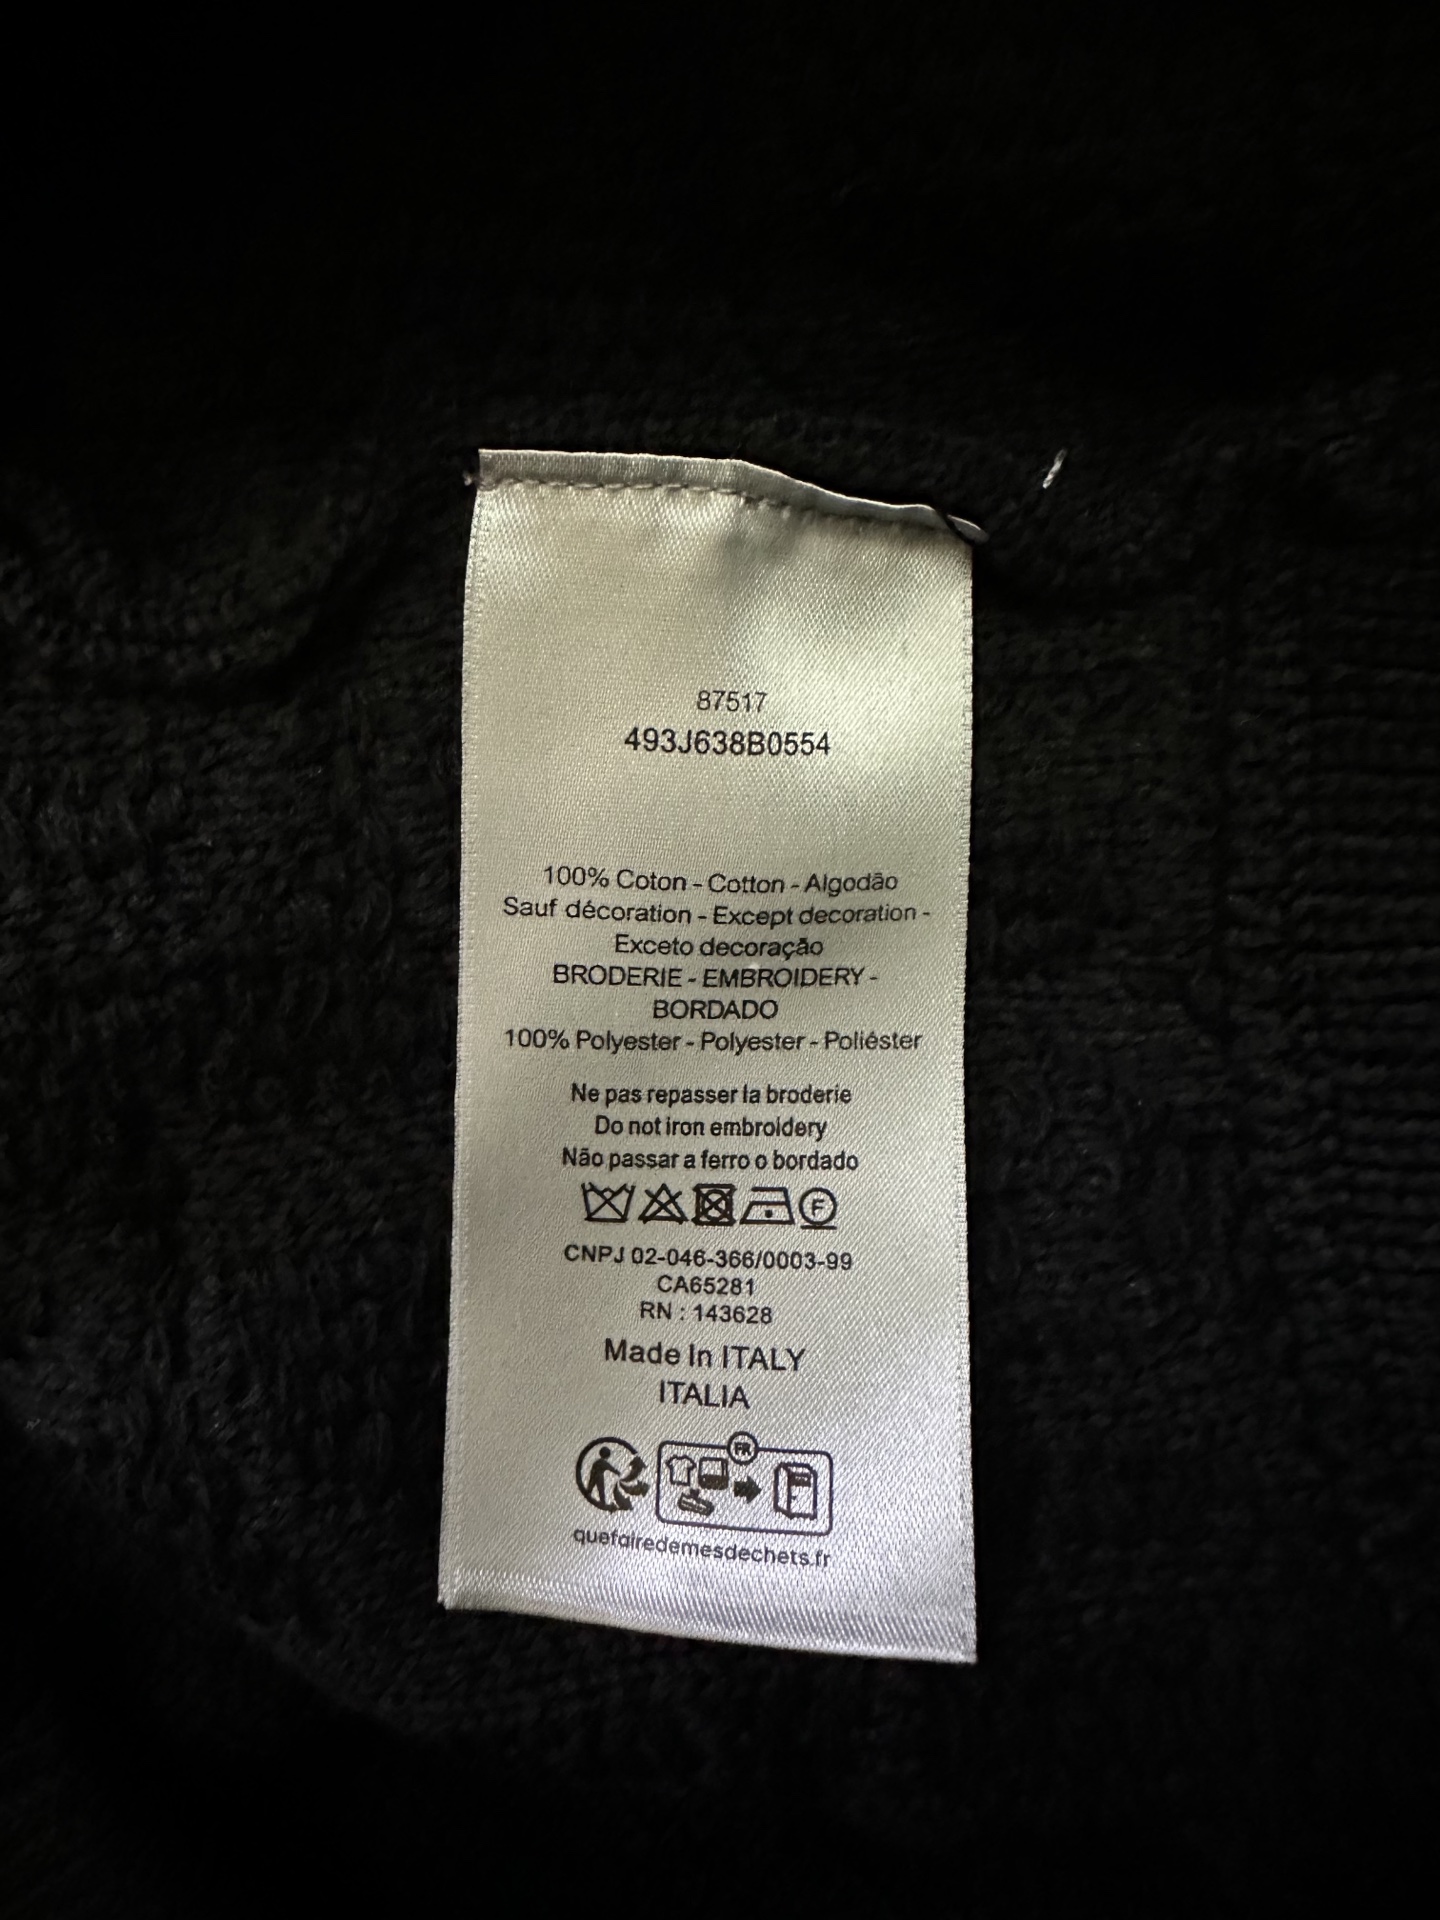 87517
493J638B0554
100% Coton - Cotton - Algodão
Sauf décoration - Except decoration -
Exceto decoração
BRODERIE - EMBROIDERY -
BORDADO
100% Polyester - Polyester - Poliéster
Ne pas repasser la broderie
Do not iron embroidery
Não passar a ferro o bordado
F
CNPJ 02-046-366/0003-99
CA65281
RN : 143628
Made In ITALY
ITALIA
FR
quefairedemesdechets.fr